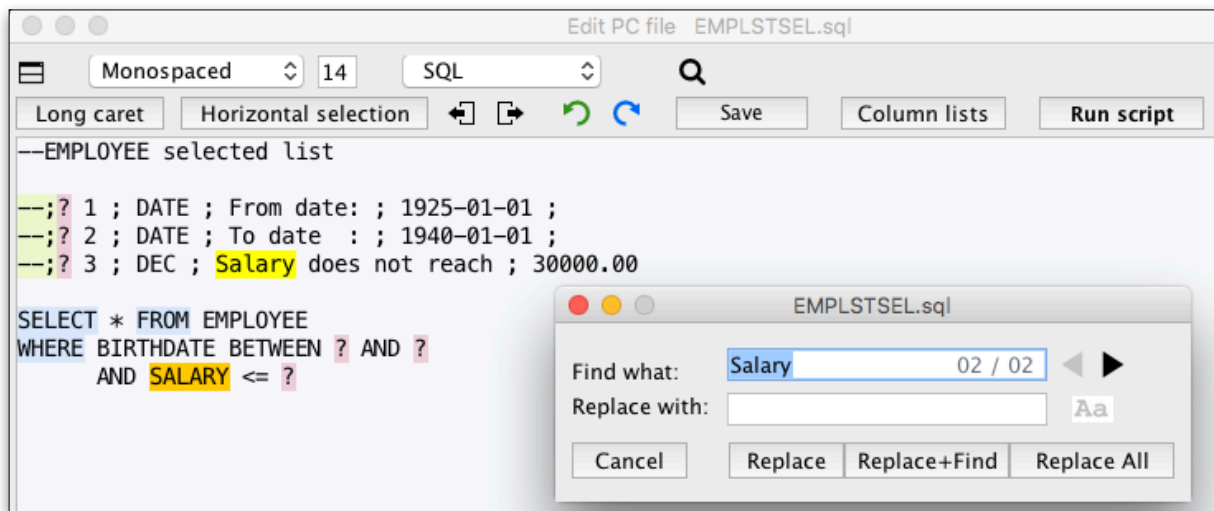 Edit PC file EMPLSTSEL.sql
Monospaced 14 SQL
Long caret Horizontal selection Save Column lists Run script
--EMPLOYEE selected list
--;? 1 ; DATE ; From date: ; 1925-01-01 ;
--;? 2 ; DATE ; To date  : ; 1940-01-01 ;
--;? 3 ; DEC ; Salary does not reach ; 30000.00
SELECT * FROM EMPLOYEE
WHERE BIRTHDATE BETWEEN ? AND ?
AND SALARY <= ?
EMPLSTSEL.sql
Find what: Salary 02 / 02
Replace with: Aa
Cancel Replace Replace+Find Replace All